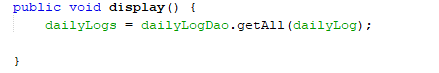 public void display() {
dailyLogs = dailyLogDao.getAll(dailyLog);
}